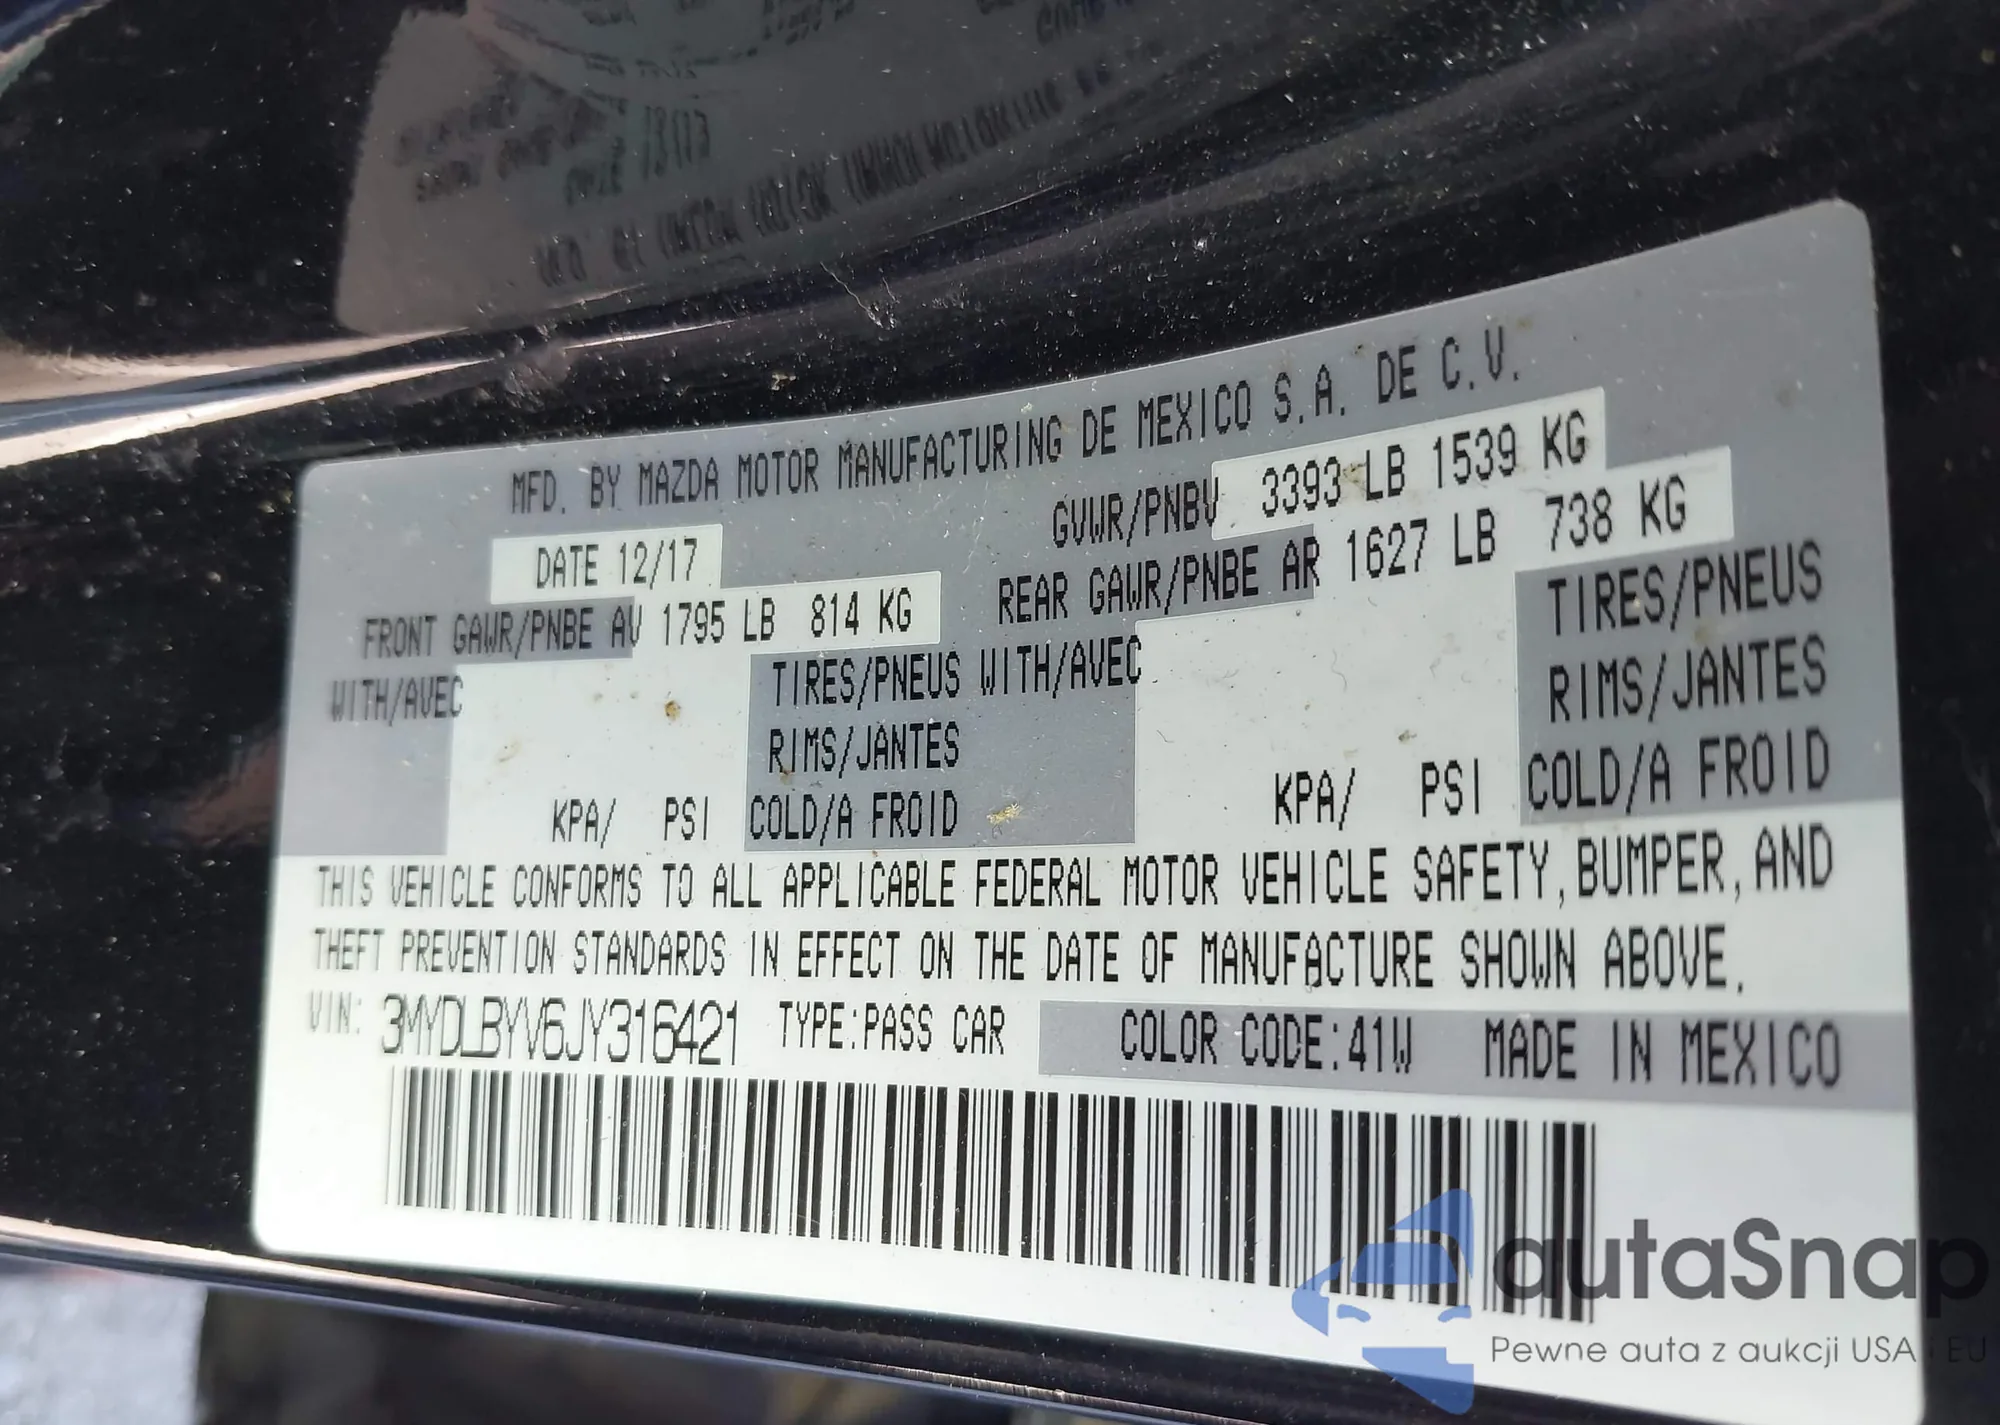 MFD. BY MAZDA MOTOR MANUFACTURING DE MEXICO S.A. DE C.V.
DATE 12/17 GVWR/PNBV 3393 LB 1539 KG
FRONT GAWR/PNBE AV 1795 LB 814 KG REAR GAWR/PNBE AR 1627 LB 738 KG
WITH/AVEC TIRES/PNEUS WITH/AVEC TIRES/PNEUS
RIMS/JANTES RIMS/JANTES
KPA/ PSI COLD/A FROID KPA/ PSI COLD/A FROID
THIS VEHICLE CONFORMS TO ALL APPLICABLE FEDERAL MOTOR VEHICLE SAFETY, BUMPER, AND
THEFT PREVENTION STANDARDS IN EFFECT ON THE DATE OF MANUFACTURE SHOWN ABOVE.
VIN: 3MYDLBYV6JY316421 TYPE:PASS CAR COLOR CODE:41W MADE IN MEXICO
autaSnap
Pewne auta z aukcji USA i EU